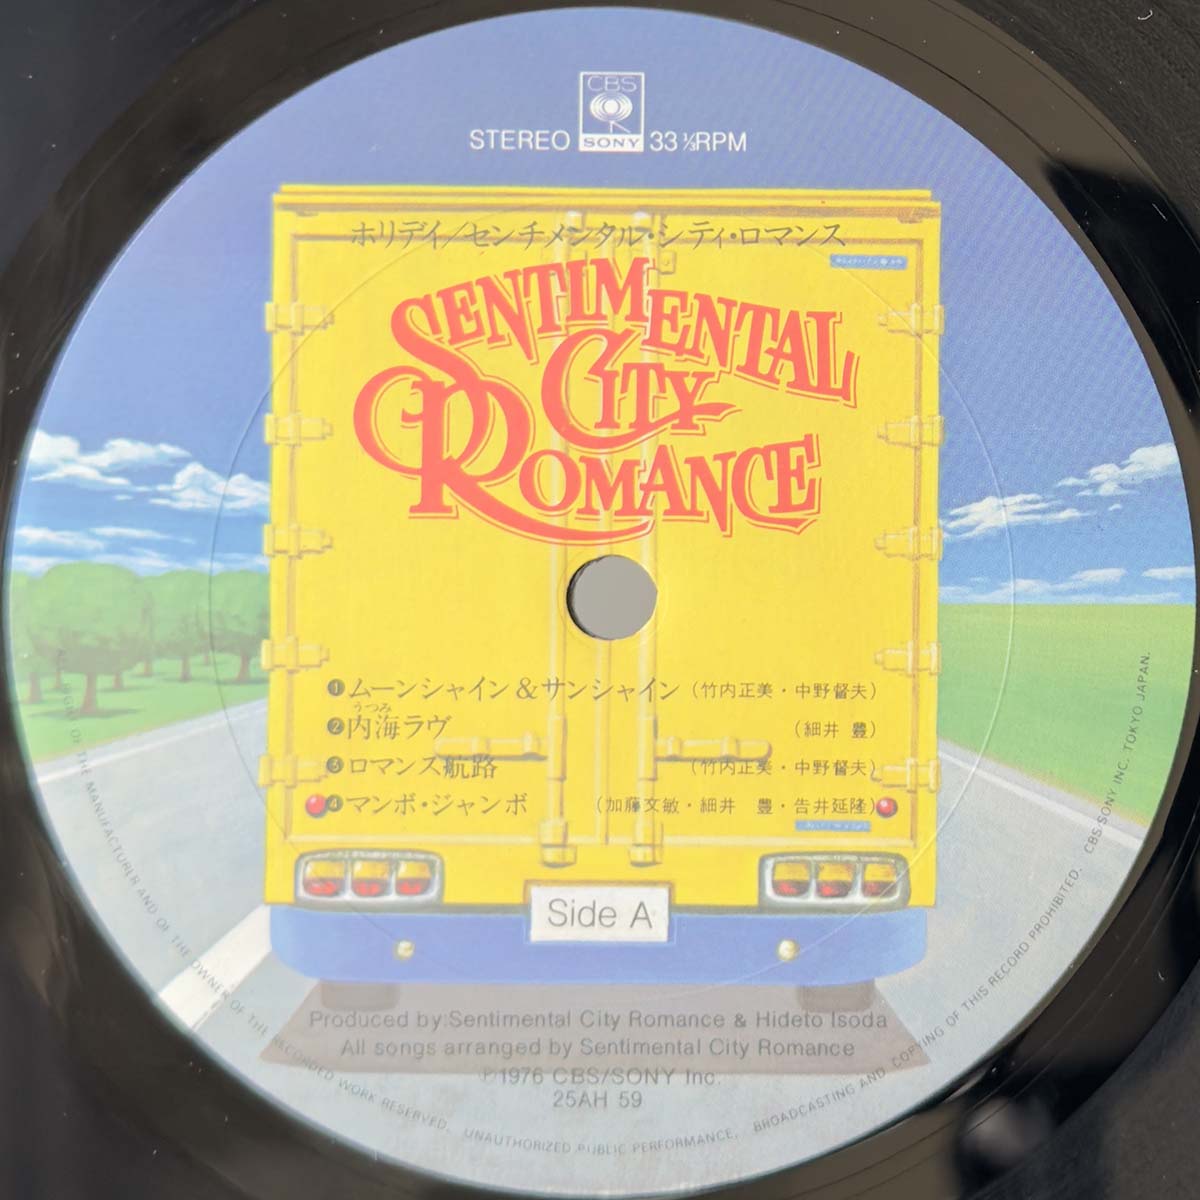 CBS
SONY
STEREO 33 ⅓RPM
ホリデイ/センチメンタル・シティ・ロマンス
SENTIMENTAL
CITY
ROMANCE
❶ムーンシャイン&サンシャイン(竹内正美・中野督夫)
うつみ
❷内海ラヴ (細井 豊)
❸ロマンス航路 (竹内正美・中野督夫)
❹マンボ・ジャンボ (加藤文敏・細井 豊・告井延隆)
Side A
Produced by:Sentimental City Romance & Hideto Isoda
All songs arranged by Sentimental City Romance
℗1976 CBS/SONY Inc.
25AH 59
ALL RIGHT OF THE MANUFACTURER AND OF THE OWNER OF THE RECORDED WORK RESERVED. UNAUTHORIZED PUBLIC PERFORMANCE, BROADCASTING AND COPYING OF THIS RECORD PROHIBITED. CBS/SONY INC. TOKYO JAPAN.